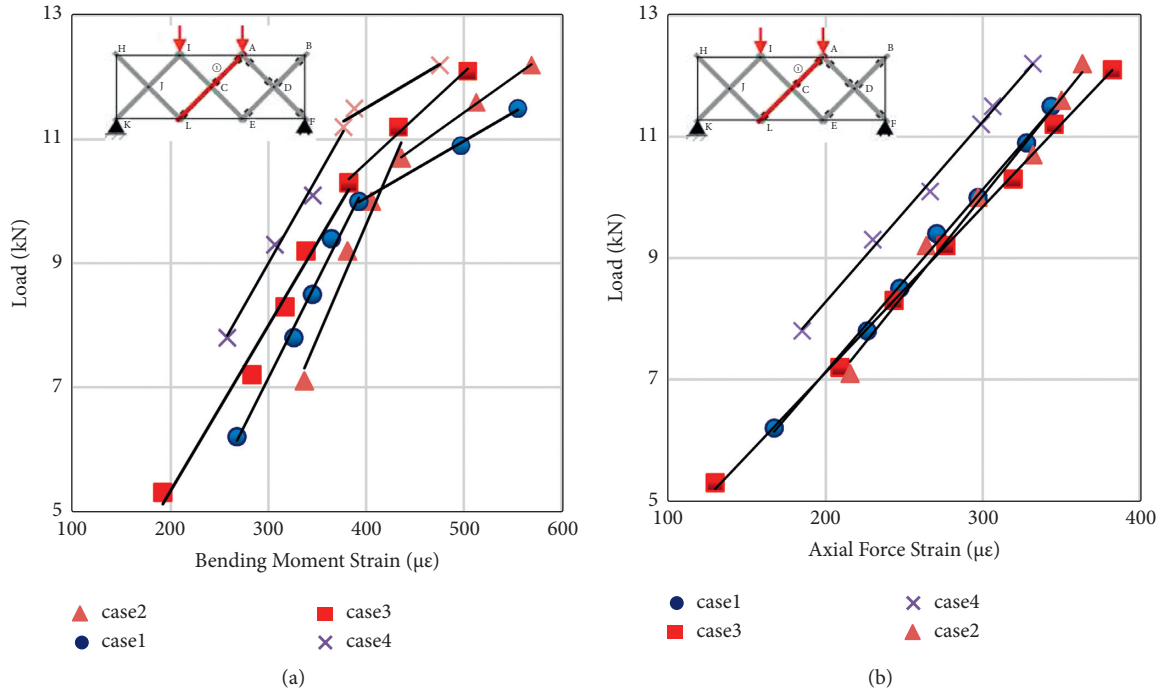 13
11
9
7
5
100 200 300 400 500 600
Load (kN)
Bending Moment Strain (με)
H I A B
①
J C D
K L E F
case2 case3
case1 case4
(a)
13
11
9
7
5
100 200 300 400
Load (kN)
Axial Force Strain (με)
H I A B
①
J C D
K L E F
case1 case4
case3 case2
(b)